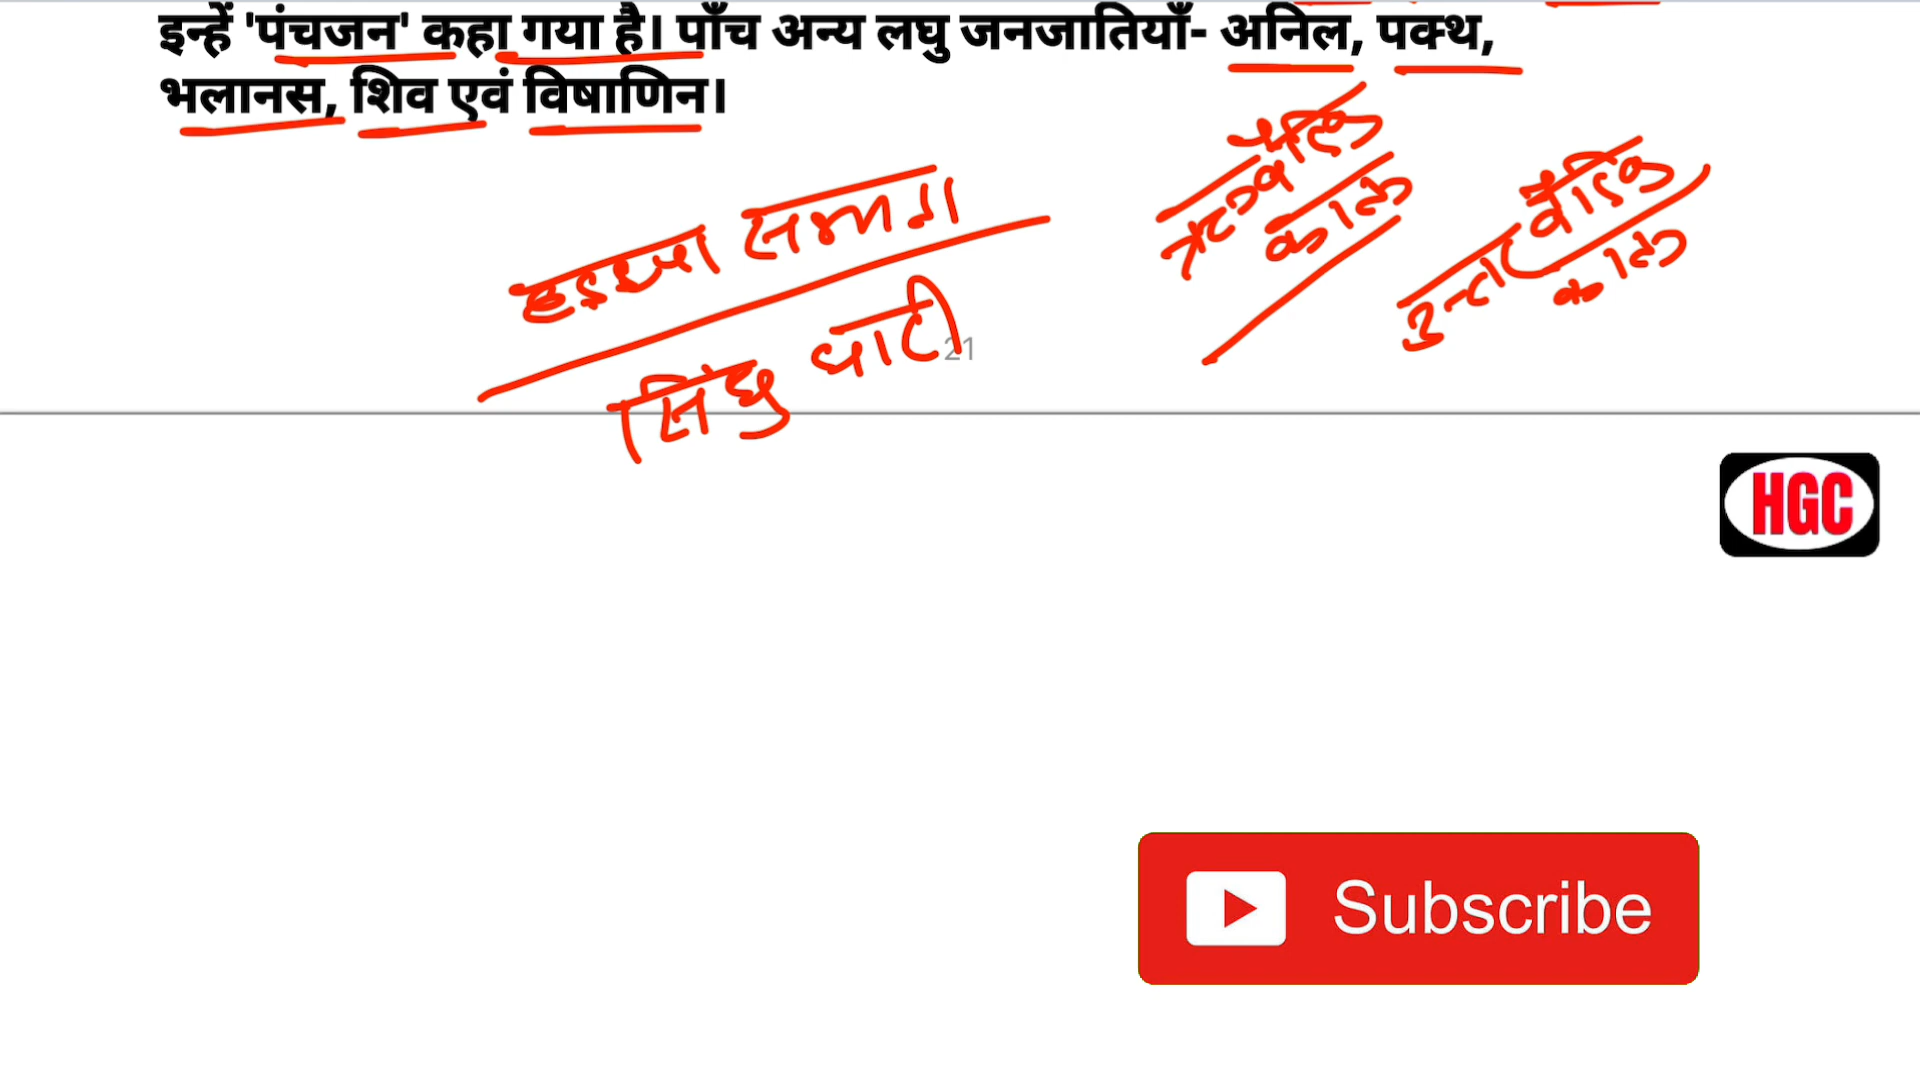 इन्हें 'पंचजन' कहा गया है। पाँच अन्य लघु जनजातियाँ- अनिल, पक्थ,
भलानस, शिव एवं विषाणिन।
ऋग्वैदिक
काल
उत्तर वैदिक
काल
हड़प्पा सभ्यता
सिंधु घाटी
21
HGC
Subscribe